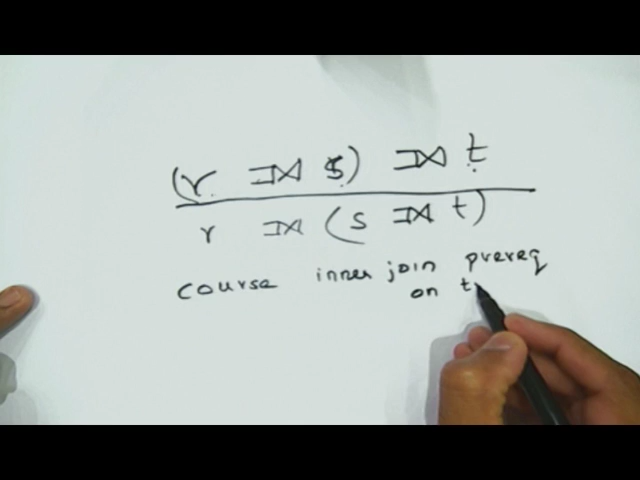 (r ⟕ s) ⟕ t
r ⟕ (s ⟕ t)
course inner join prereq
on t